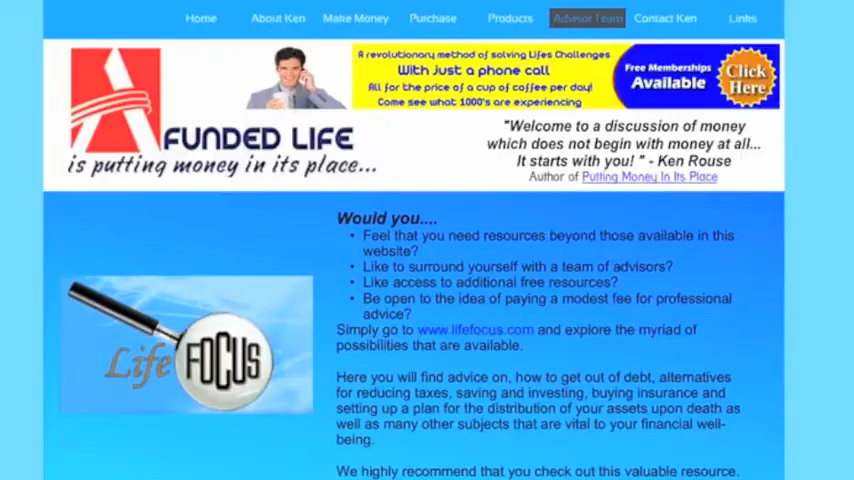 Home About Ken Make Money Purchase Products Advisor Team Contact Ken Links
A revolutionary method of solving Lifes Challenges
With Just a phone call
All for the price of a cup of coffee per day!
Come see what 1000's are experiencing
Free Memberships
Available
Click
Here
A FUNDED LIFE
is putting money in its place...
"Welcome to a discussion of money
which does not begin with money at all...
It starts with you! " - Ken Rouse
Author of Putting Money In Its Place
Life FOCUS
Would you....
• Feel that you need resources beyond those available in this
website?
• Like to surround yourself with a team of advisors?
• Like access to additional free resources?
• Be open to the idea of paying a modest fee for professional
advice?
Simply go to www.lifefocus.com and explore the myriad of
possibilities that are available.
Here you will find advice on, how to get out of debt, alternatives
for reducing taxes, saving and investing, buying insurance and
setting up a plan for the distribution of your assets upon death as
well as many other subjects that are vital to your financial well-
being.
We highly recommend that you check out this valuable resource.